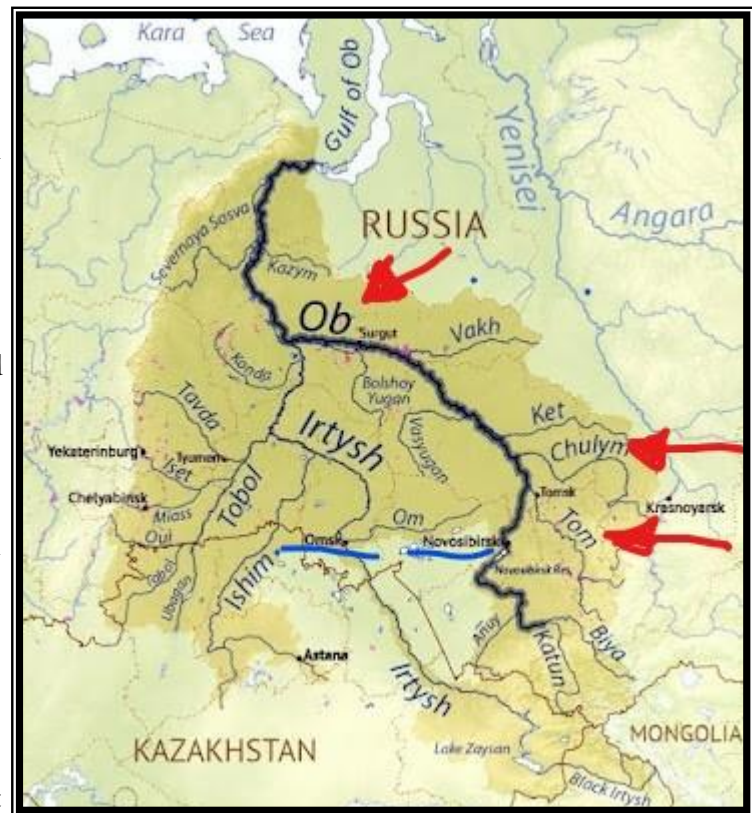 Kara Sea
Gulf of Ob
Yenisei
Angara
RUSSIA
Severnaya Sosva
Kazym
Ob
Surgut
Vakh
Konda
Bolshoy
Yugan
Vasyugan
Ket
Chulym
Tavda
Irtysh
Yekaterinburg
Tyumen
Iset
Tobol
Tomsk
Krasnoyarsk
Chelyabinsk
Miass
Oui
Om
Tom
Omsk
Novosibirsk
Novosibirsk Res.
Tobol
Ishim
Anuy
Katun
Biya
Astana
Irtysh
MONGOLIA
KAZAKHSTAN
Lake Zaysan
Black Irtysh